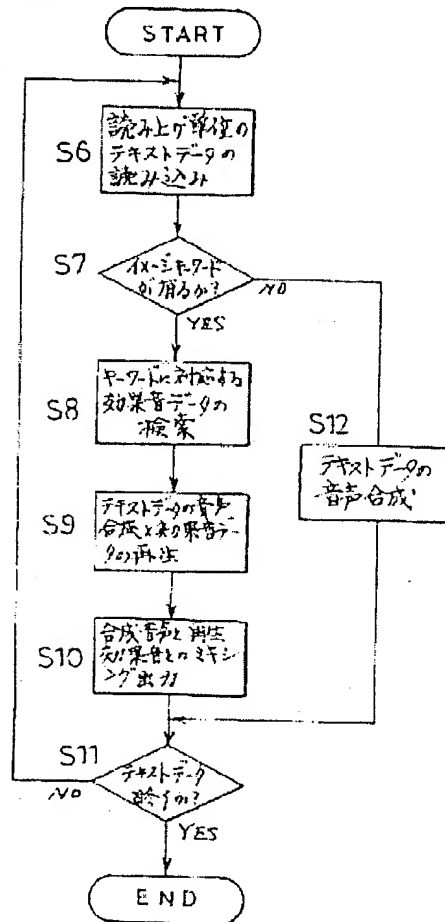 START
S6
読み上げ単位の
テキストデータの
読み込み
S7
イメージキーワード
が有るか?
NO
YES
S8
キーワードに対応する
効果音データの
検索
S12
テキストデータの
音声合成
S9
テキストデータの音声
合成と効果音デー
タの再生
S10
合成音声と再生
効果音とのミキシ
ング出力
S11
テキストデータ
終了か?
NO
YES
END